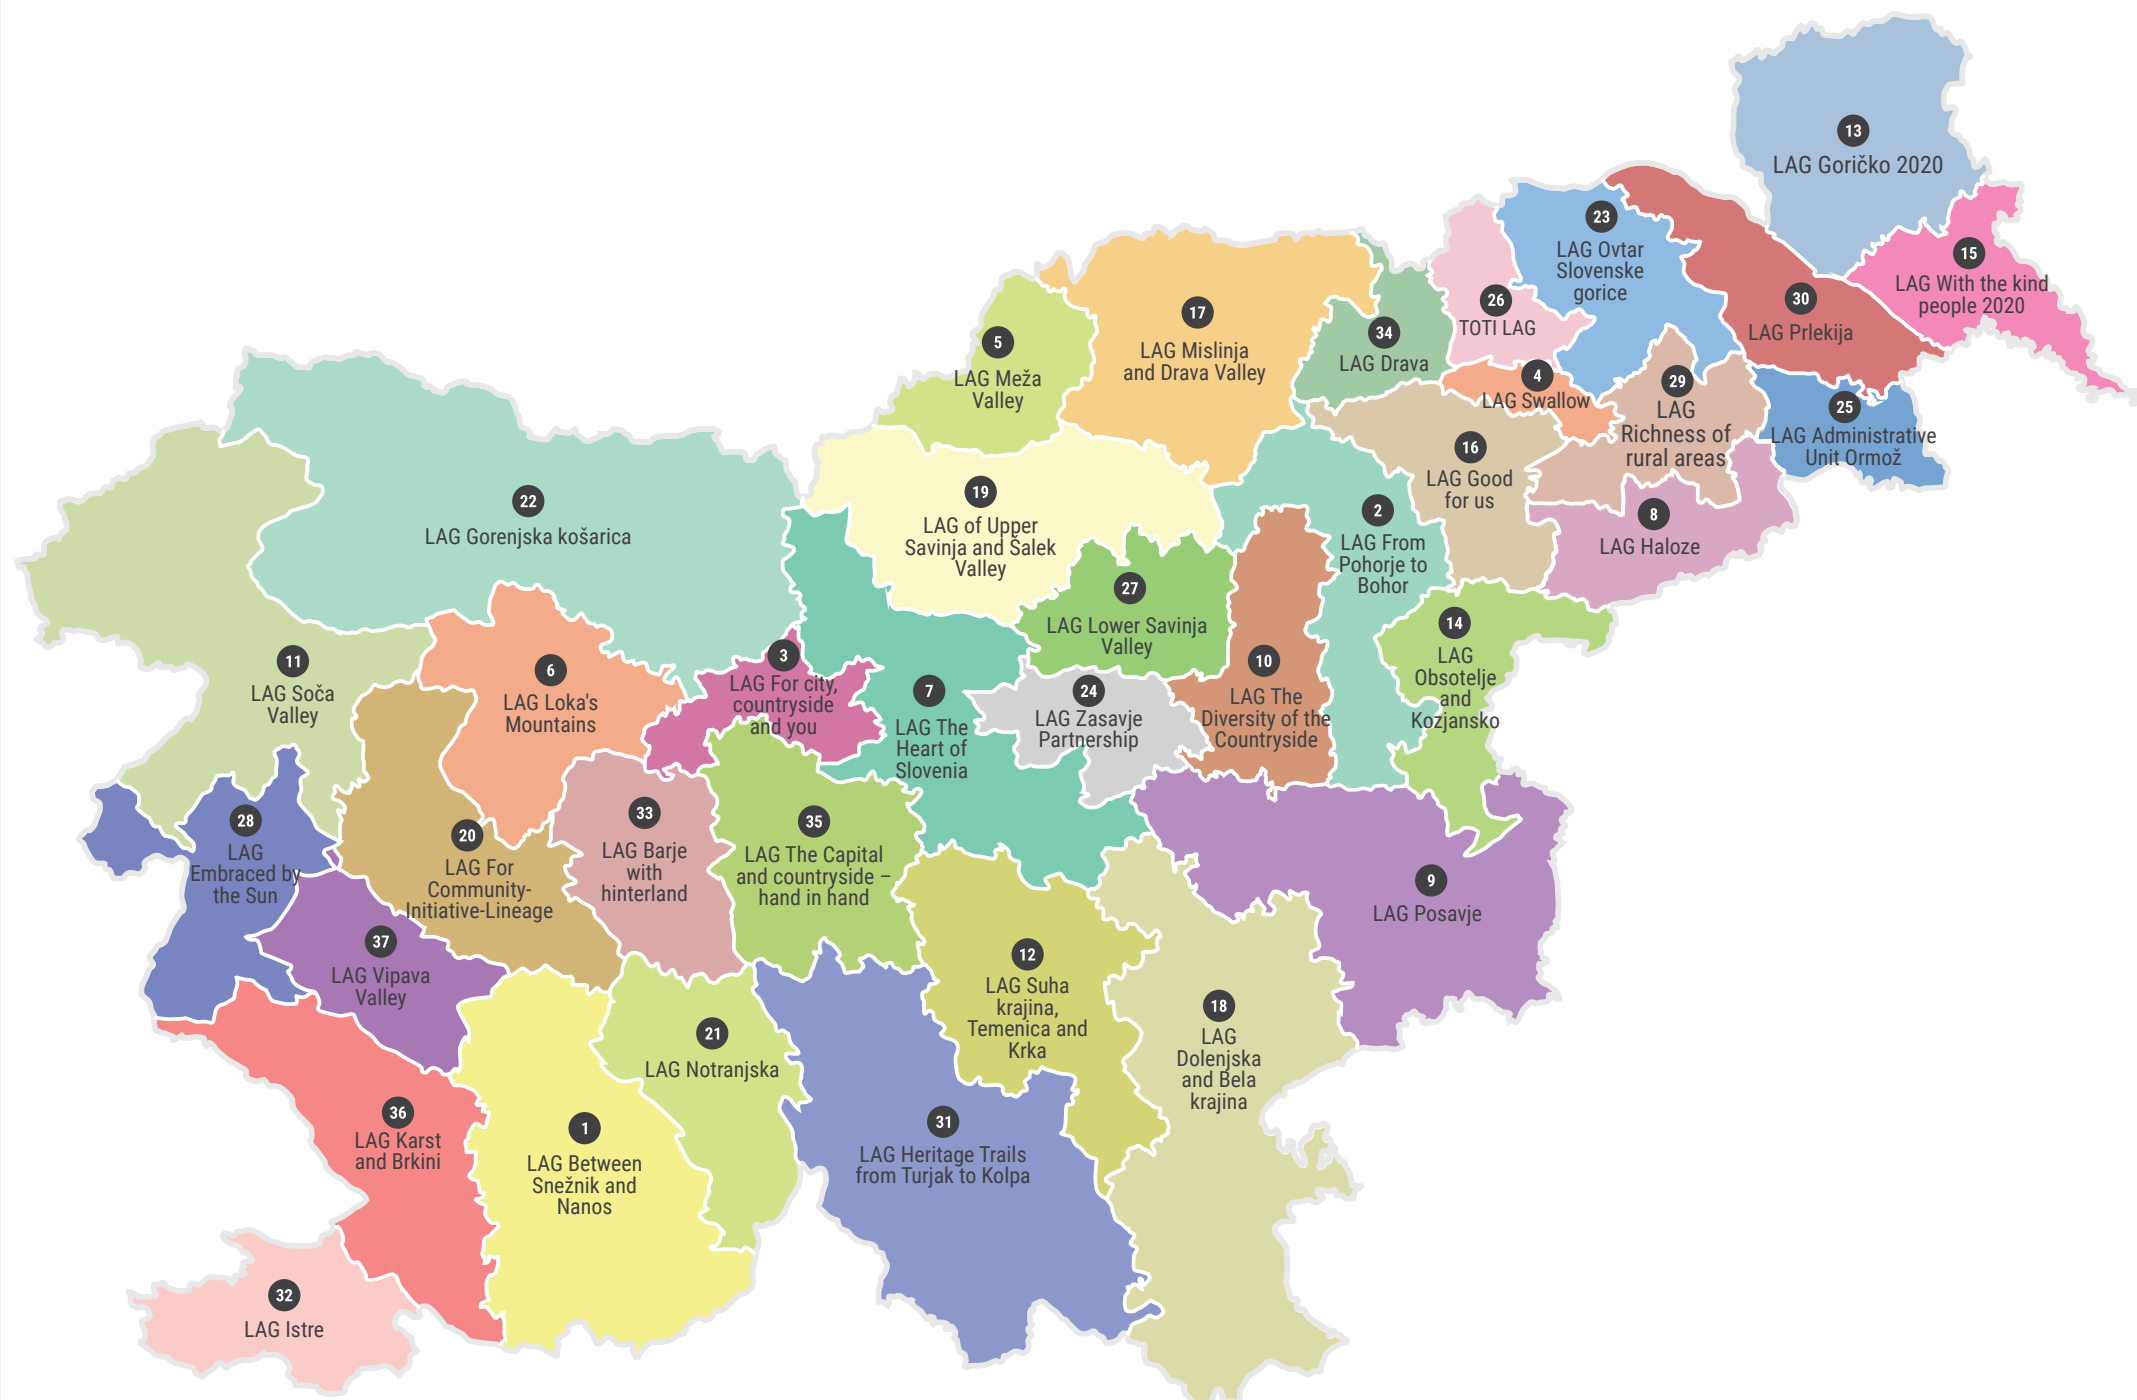 13
LAG Goričko 2020
15
LAG With the kind
people 2020
23
LAG Ovtar
Slovenske
gorice
30
LAG Prlekija
26
TOTI LAG
17
LAG Mislinja
and Drava Valley
34
LAG Drava
5
LAG Meža
Valley
4
LAG Swallow
29
LAG
Richness of
rural areas
25
LAG Administrative
Unit Ormož
16
LAG Good
for us
19
LAG of Upper
Savinja and Šalek
Valley
22
LAG Gorenjska košarica
2
LAG From
Pohorje to
Bohor
8
LAG Haloze
27
LAG Lower Savinja
Valley
14
LAG
Obsotelje
and
Kozjansko
11
LAG Soča
Valley
6
LAG Loka's
Mountains
3
LAG For city,
countryside
and you
7
LAG The
Heart of
Slovenia
24
LAG Zasavje
Partnership
10
LAG The
Diversity of the
Countryside
28
LAG
Embraced by
the Sun
20
LAG For
Community-
Initiative-Lineage
33
LAG Barje
with
hinterland
35
LAG The Capital
and countryside –
hand in hand
9
LAG Posavje
37
LAG Vipava
Valley
12
LAG Suha
krajina,
Temenica and
Krka
18
LAG
Dolenjska
and Bela
krajina
21
LAG Notranjska
36
LAG Karst
and Brkini
1
LAG Between
Snežnik and
Nanos
31
LAG Heritage Trails
from Turjak to Kolpa
32
LAG Istre